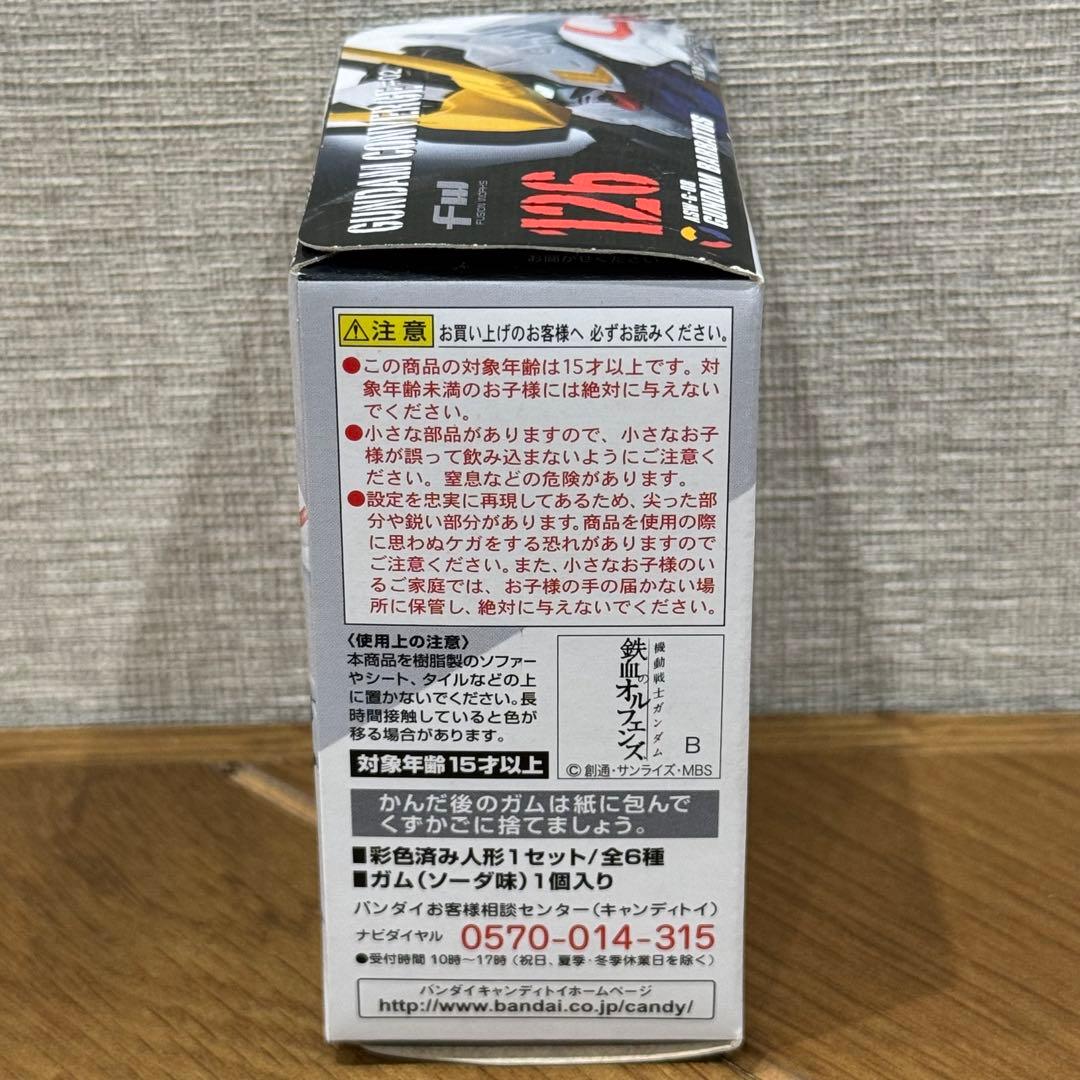 GUNDAM CONVERGE
FW
FUSION WORKS
126
ASW-G-08
GUNDAM BARBATOS
お聞かせください
注意 お買い上げのお客様へ 必ずお読みください。
●この商品の対象年齢は15才以上です。対
象年齢未満のお子様には絶対に与えない
でください。
●小さな部品がありますので、小さなお子
様が誤って飲み込まないようにご注意く
ださい。窒息などの危険があります。
●設定を忠実に再現してあるため、尖った部
分や鋭い部分があります。商品を使用の際
に思わぬケガをする恐れがありますので
ご注意ください。また、小さなお子様のい
るご家庭では、お子様の手の届かない場
所に保管し、絶対に与えないでください。
〈使用上の注意〉
本商品を樹脂製のソファー
やシート、タイルなどの上
に置かないでください。長
時間接触していると色が
移る場合があります。
対象年齢15才以上
機動戦士ガンダム
鉄血のオルフェンズ
B
©創通・サンライズ・MBS
かんだ後のガムは紙に包んで
くずかごに捨てましょう。
■彩色済み人形1セット/全6種
■ガム(ソーダ味)1個入り
バンダイお客様相談センター(キャンディトイ)
ナビダイヤル 0570-014-315
●受付時間 10時～17時(祝日、夏季・冬季休業日を除く)
バンダイキャンディトイホームページ
http://www.bandai.co.jp/candy/